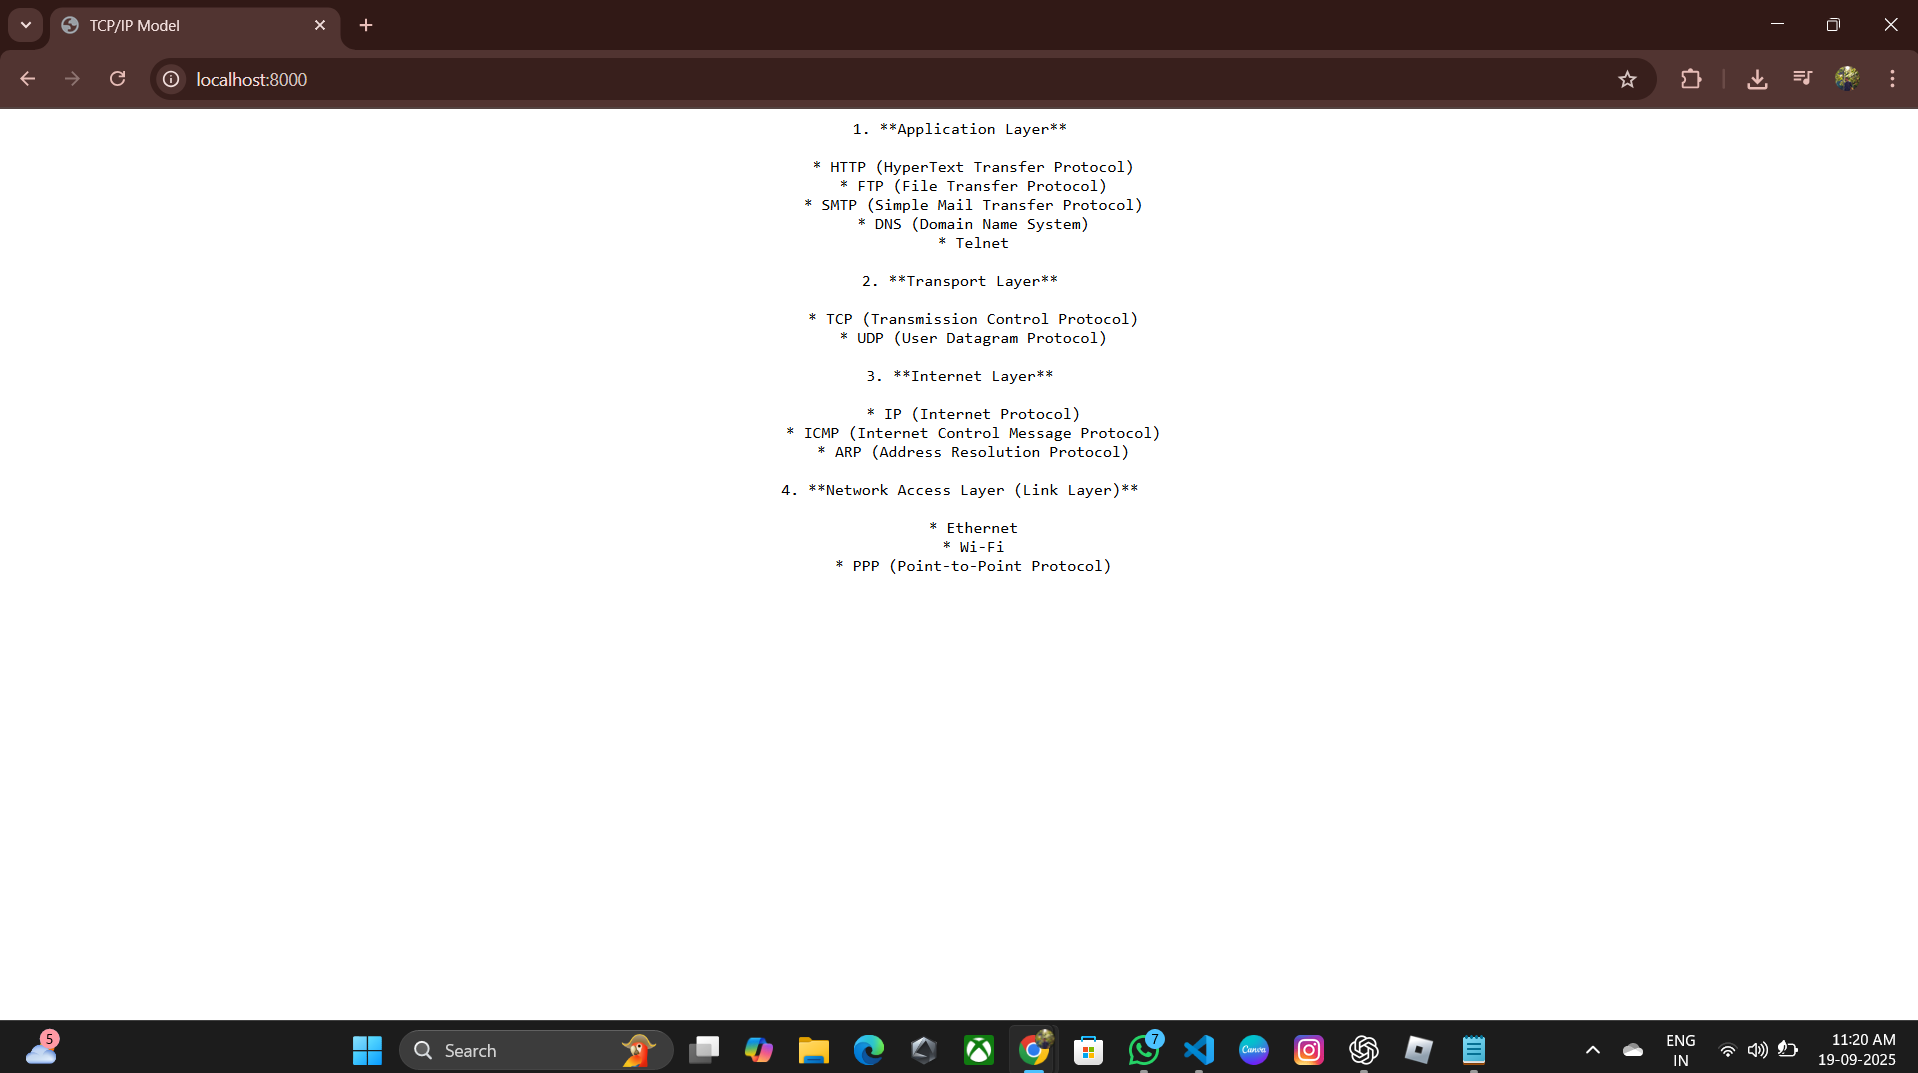 TCP/IP Model
localhost:8000
1. **Application Layer**
* HTTP (HyperText Transfer Protocol)
* FTP (File Transfer Protocol)
* SMTP (Simple Mail Transfer Protocol)
* DNS (Domain Name System)
* Telnet
2. **Transport Layer**
* TCP (Transmission Control Protocol)
* UDP (User Datagram Protocol)
3. **Internet Layer**
* IP (Internet Protocol)
* ICMP (Internet Control Message Protocol)
* ARP (Address Resolution Protocol)
4. **Network Access Layer (Link Layer)**
* Ethernet
* Wi-Fi
* PPP (Point-to-Point Protocol)
5
Search
7
Canva
ENG
IN
11:20 AM
19-09-2025